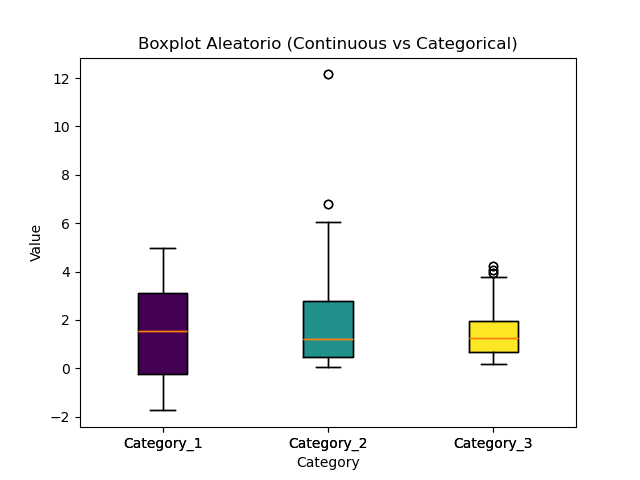 Boxplot Aleatorio (Continuous vs Categorical)
12
10
8
6
4
2
0
−2
Value
Category_1 Category_2 Category_3
Category